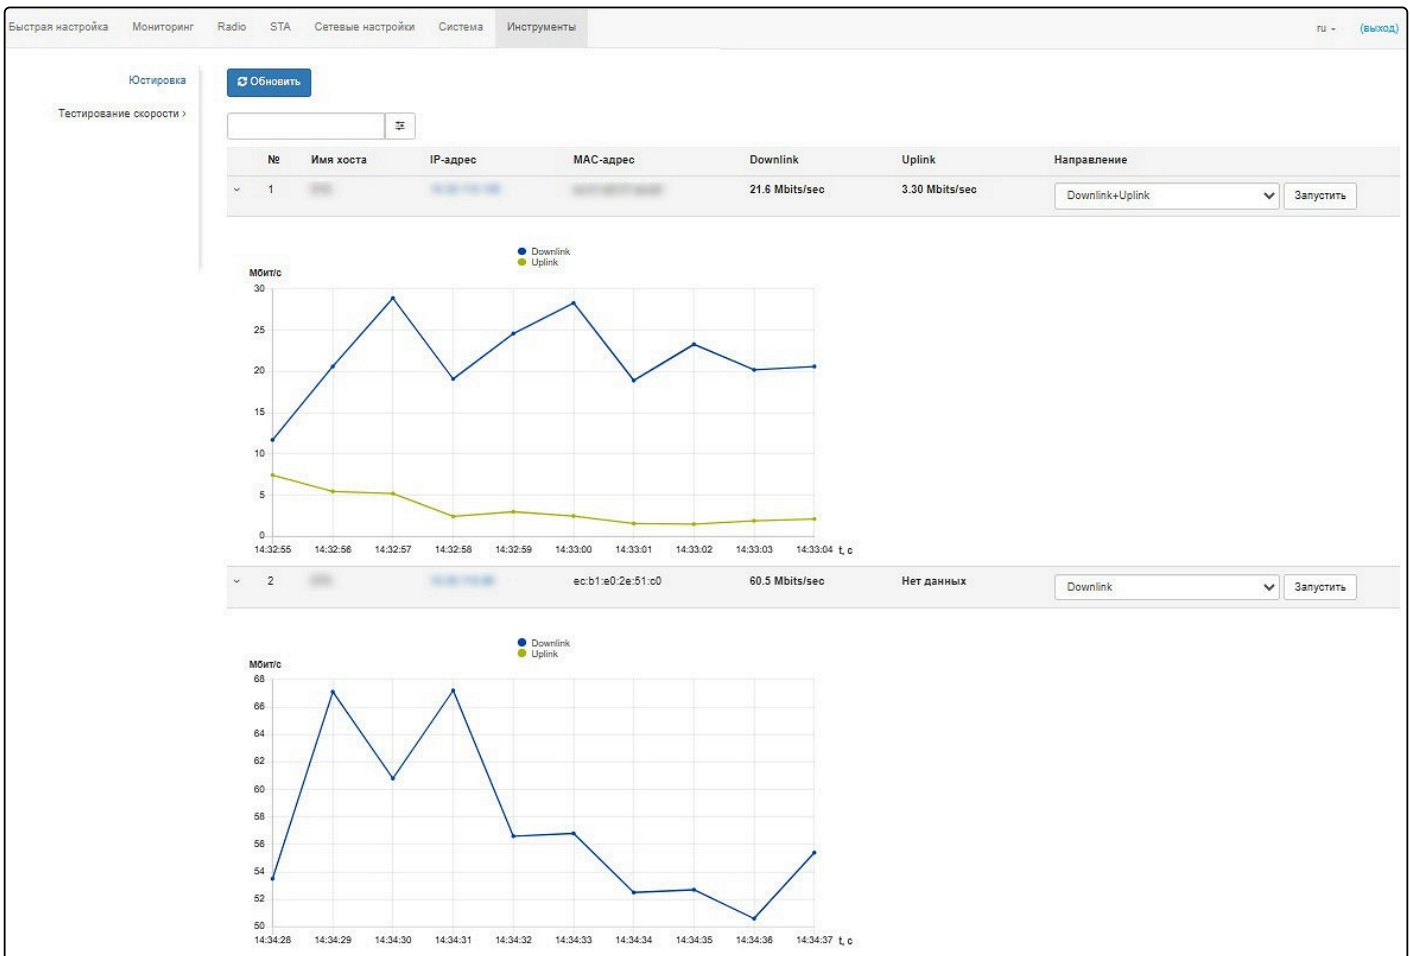 Быстрая настройка Мониторинг Radio STA Сетевые настройки Система Инструменты ru (выход)
Юстировка
Обновить
Тестирование скорости >
№ Имя хоста IP-адрес MAC-адрес Downlink Uplink Направление
1 21.6 Mbits/sec 3.30 Mbits/sec Downlink+Uplink Запустить
Downlink
Uplink
Мбит/с
30
25
20
15
10
5
0
14:32:55 14:32:56 14:32:57 14:32:58 14:32:59 14:33:00 14:33:01 14:33:02 14:33:03 14:33:04 t, c
2 ec:b1:e0:2e:51:c0 60.5 Mbits/sec Нет данных Downlink Запустить
Downlink
Uplink
Мбит/с
68
66
64
62
60
58
56
54
52
50
14:34:28 14:34:29 14:34:30 14:34:31 14:34:32 14:34:33 14:34:34 14:34:35 14:34:36 14:34:37 t, c